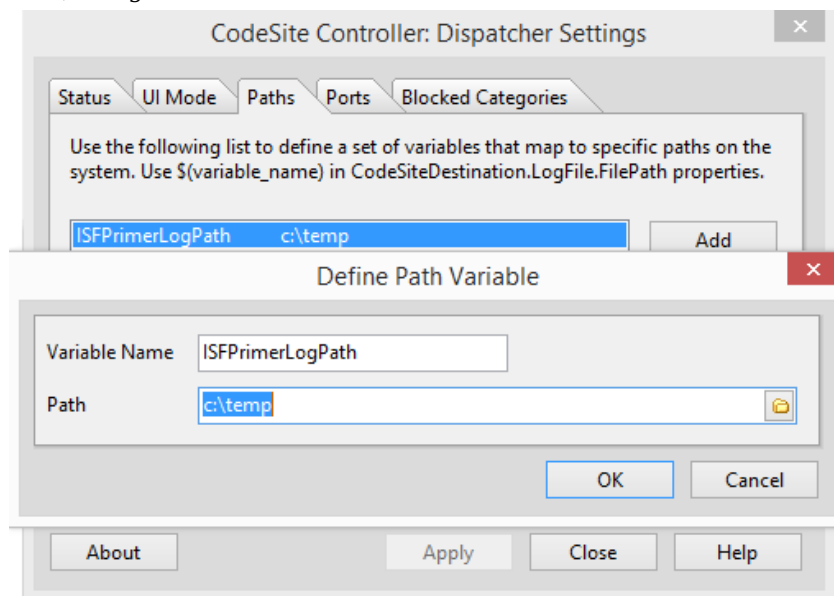 CodeSite Controller: Dispatcher Settings
Status UI Mode Paths Ports Blocked Categories
Use the following list to define a set of variables that map to specific paths on the
system. Use $(variable_name) in CodeSiteDestination.LogFile.FilePath properties.
ISFPrimerLogPath c:\temp Add
Define Path Variable
Variable Name ISFPrimerLogPath
Path c:\temp
OK Cancel
About Apply Close Help